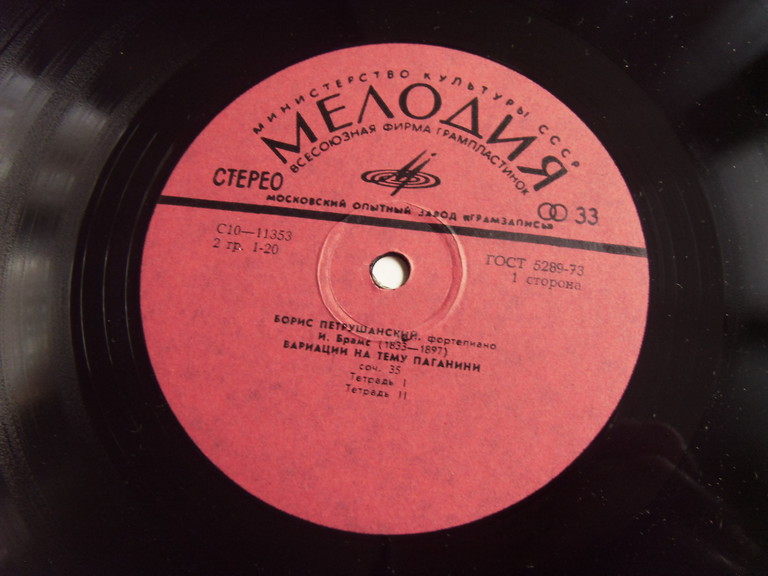 МИНИСТЕРСТВО КУЛЬТУРЫ СССР
МЕЛОДИЯ
ВСЕСОЮЗНАЯ ФИРМА ГРАМПЛАСТИНОК
СТЕРЕО
33
МОСКОВСКИЙ ОПЫТНЫЙ ЗАВОД «ГРАМЗАПИСЬ»
С10—11353
2 гр. 1-20
ГОСТ 5289-73
1 сторона
БОРИС ПЕТРУШАНСКИЙ, фортепиано
И. Брамс (1833—1897)
ВАРИАЦИИ НА ТЕМУ ПАГАНИНИ
соч. 35
Тетрадь I
Тетрадь II